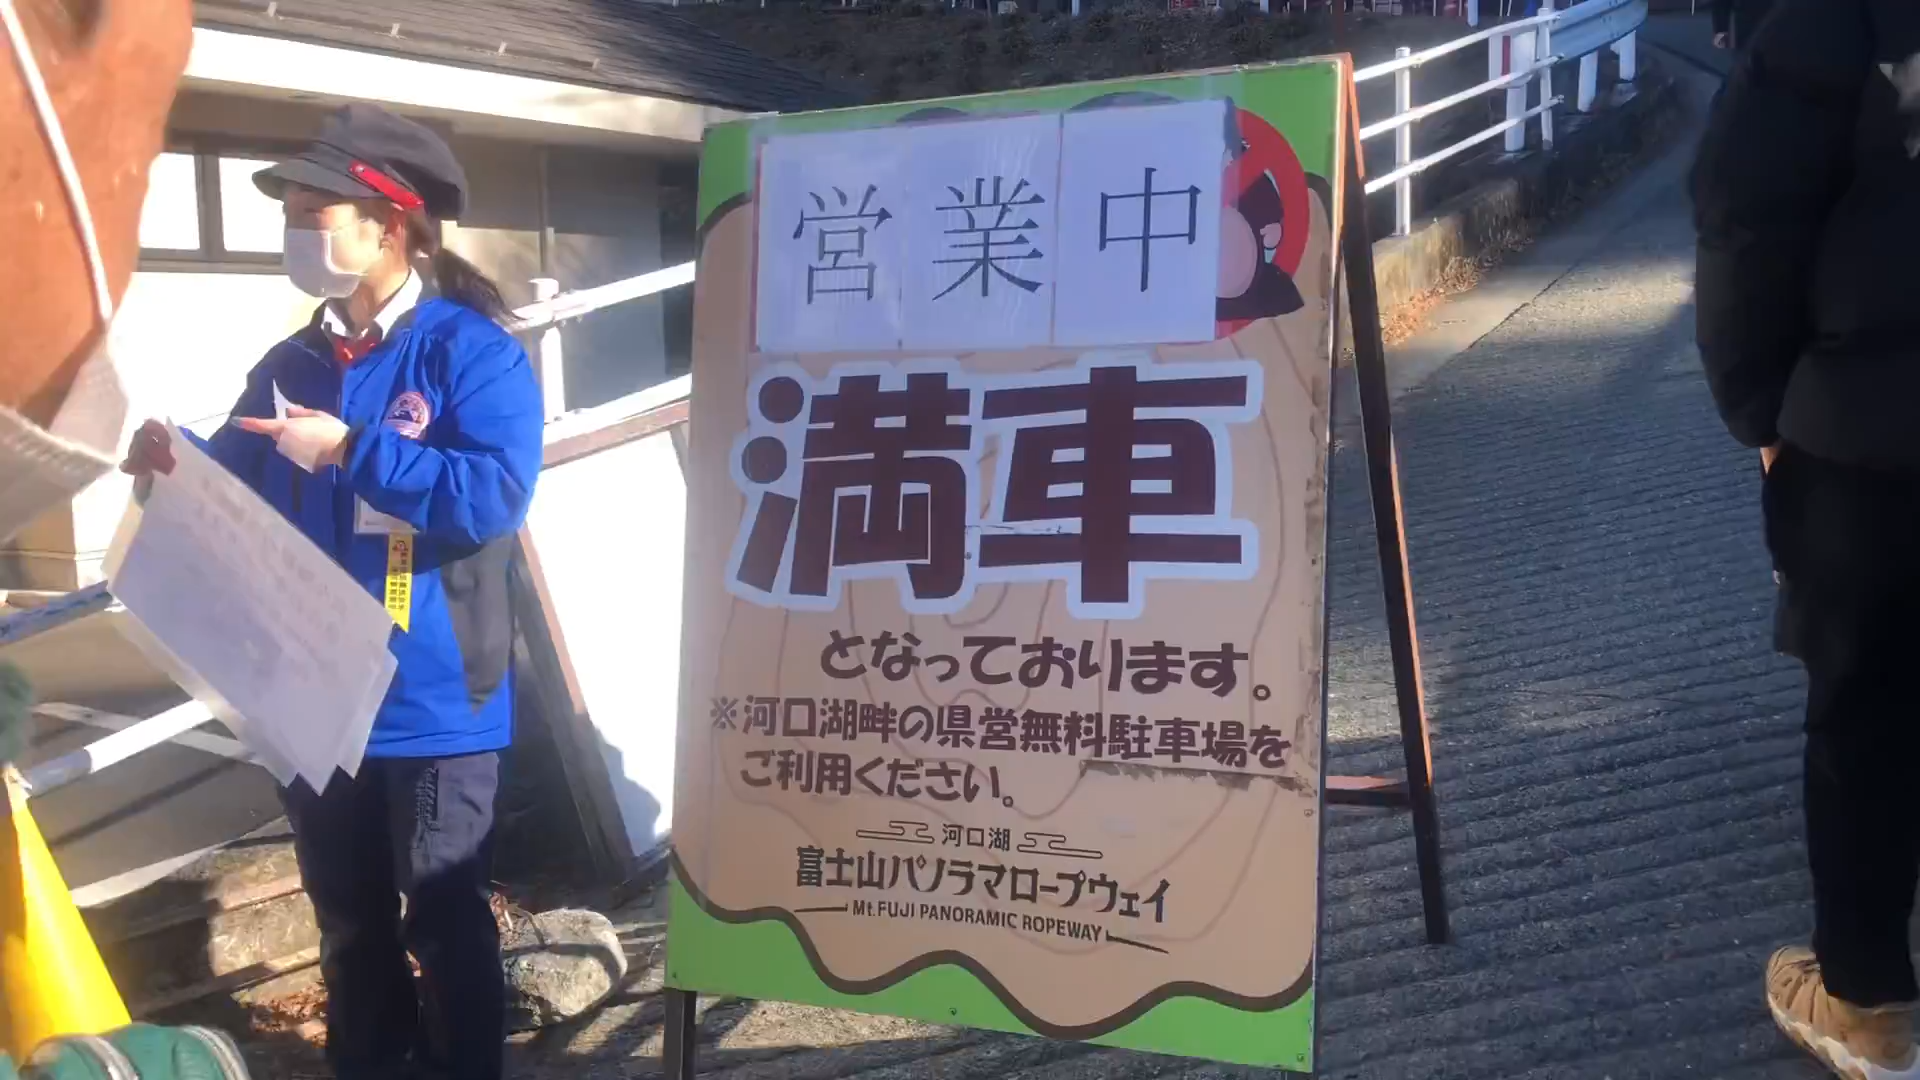 営業中
満車
となっております。
※河口湖畔の県営無料駐車場を
ご利用ください。
河口湖
富士山パノラマロープウェイ
Mt.FUJI PANORAMIC ROPEWAY